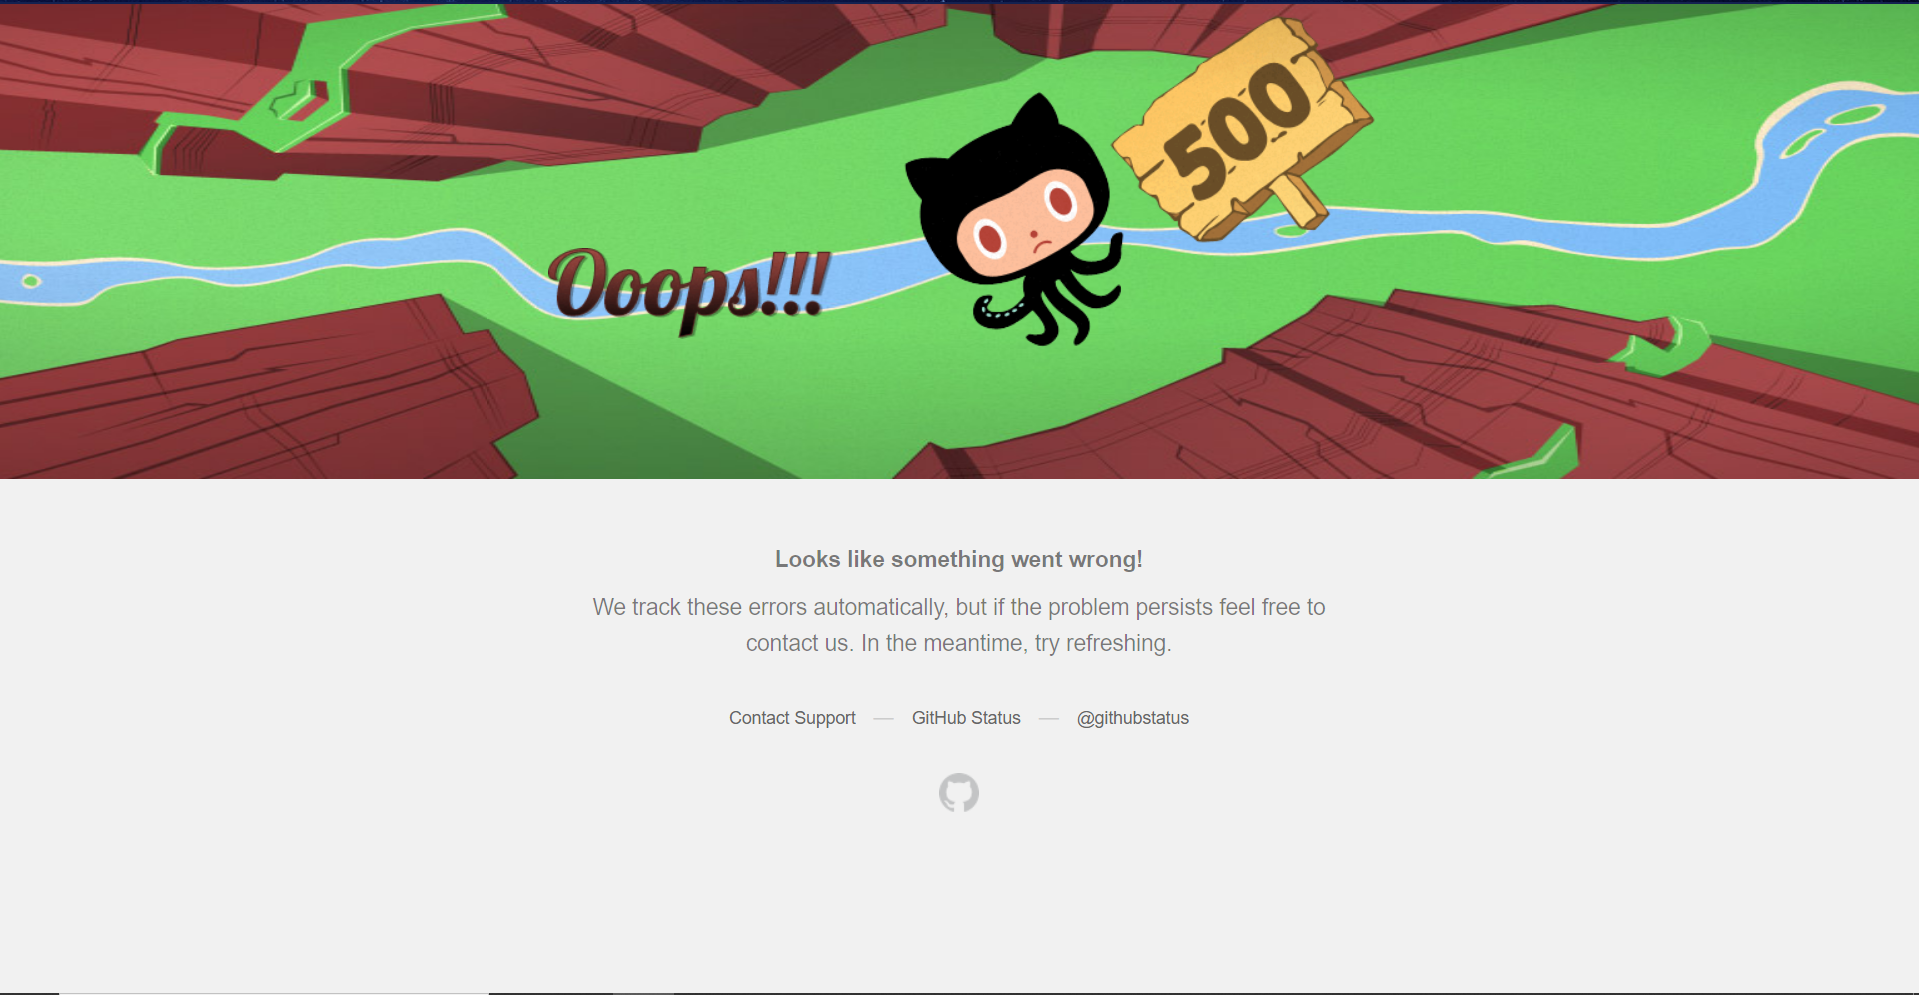 500
Ooops!!!
Looks like something went wrong!
We track these errors automatically, but if the problem persists feel free to
contact us. In the meantime, try refreshing.
Contact Support — GitHub Status — @githubstatus